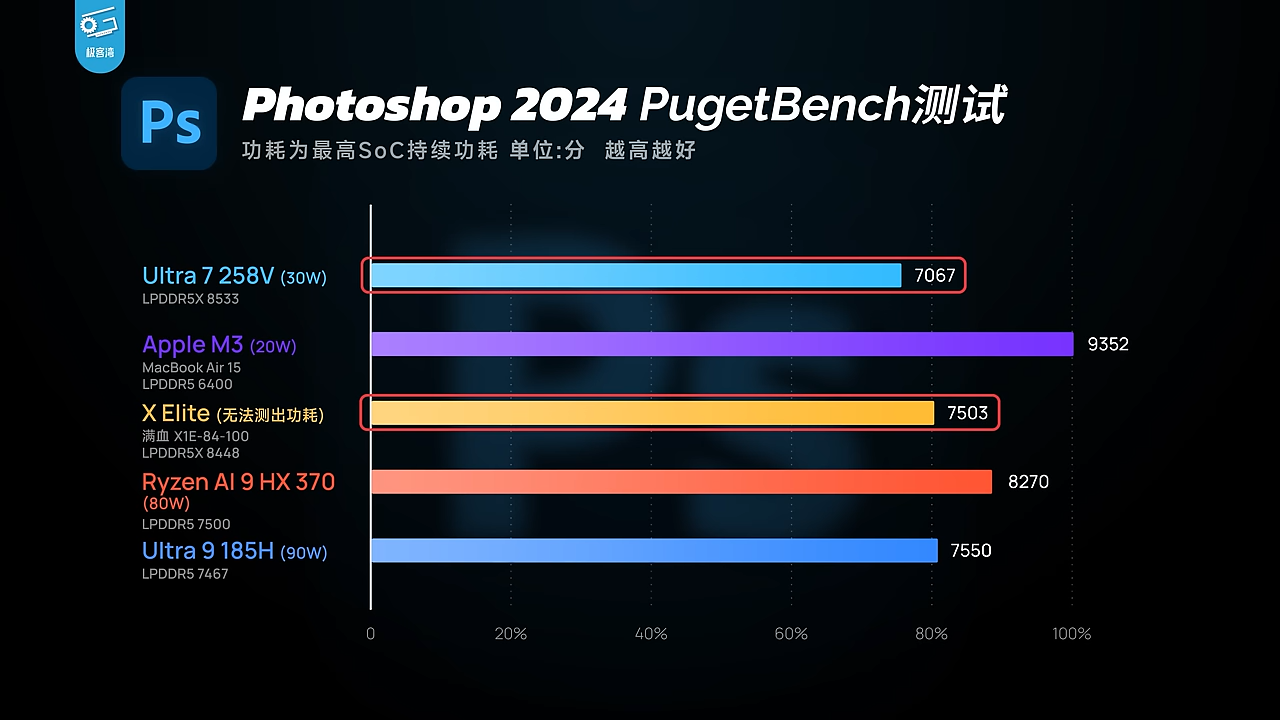 极客湾
Ps
Photoshop 2024 PugetBench测试
功耗为最高SoC持续功耗 单位:分 越高越好
Ultra 7 258V (30W)
LPDDR5X 8533
7067
Apple M3 (20W)
MacBook Air 15
LPDDR5 6400
9352
X Elite (无法测出功耗)
满血 X1E-84-100
LPDDR5X 8448
7503
Ryzen AI 9 HX 370
(80W)
LPDDR5 7500
8270
Ultra 9 185H (90W)
LPDDR5 7467
7550
0 20% 40% 60% 80% 100%